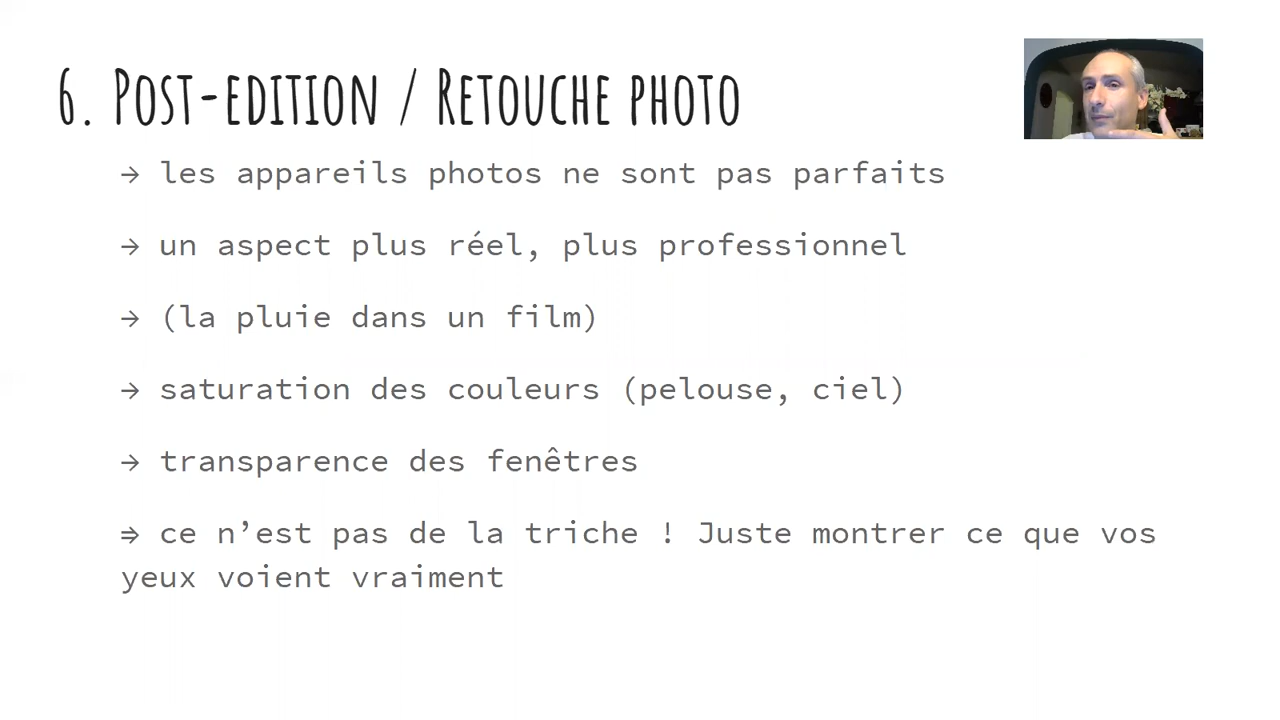 6. Post-edition / Retouche photo
→ les appareils photos ne sont pas parfaits
→ un aspect plus réel, plus professionnel
→ (la pluie dans un film)
→ saturation des couleurs (pelouse, ciel)
→ transparence des fenêtres
⇒ ce n’est pas de la triche ! Juste montrer ce que vos
yeux voient vraiment